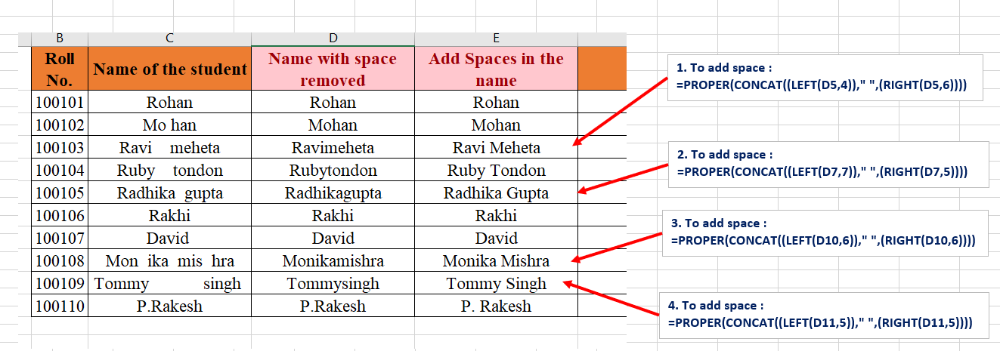 B C D E
Roll No. Name of the student Name with space removed Add Spaces in the name
100101 Rohan Rohan Rohan
100102 Mo han Mohan Mohan
100103 Ravi meheta Ravimeheta Ravi Meheta
100104 Ruby tondon Rubytondon Ruby Tondon
100105 Radhika gupta Radhikagupta Radhika Gupta
100106 Rakhi Rakhi Rakhi
100107 David David David
100108 Mon ika mis hra Monikamishra Monika Mishra
100109 Tommy singh Tommysingh Tommy Singh
100110 P.Rakesh P.Rakesh P. Rakesh
1. To add space :
=PROPER(CONCAT((LEFT(D5,4))," ",(RIGHT(D5,6))))
2. To add space :
=PROPER(CONCAT((LEFT(D7,7))," ",(RIGHT(D7,5))))
3. To add space :
=PROPER(CONCAT((LEFT(D10,6))," ",(RIGHT(D10,6))))
4. To add space :
=PROPER(CONCAT((LEFT(D11,5))," ",(RIGHT(D11,5))))